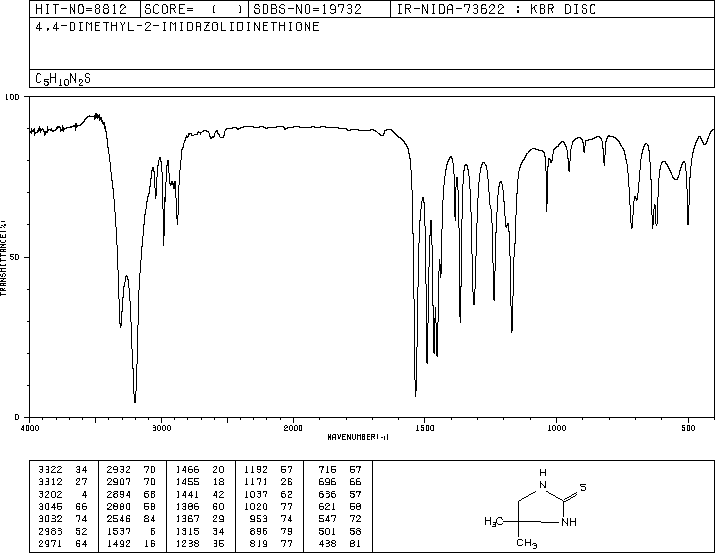 HIT-NO=8812 SCORE= ( ) SDBS-NO=19732 IR-NIDA-73622 : KBR DISC
4,4-DIMETHYL-2-IMIDAZOLIDINETHIONE
C5H10N2S
100
50
0
TRANSMITTANCE(%)
4000 3000 2000 1500 1000 500
WAVENUMBER(-1)
3322 34 2932 70 1466 20 1192 57 715 57
3312 27 2907 70 1455 18 1171 26 696 66
3202 4 2894 68 1441 42 1037 62 636 57
3045 66 2880 58 1386 60 1020 77 621 58
3032 74 2546 84 1367 29 953 74 547 72
2983 52 1537 6 1315 34 896 79 501 58
2971 64 1492 16 1238 36 819 77 438 81
H
N
S
H3C
NH
CH3